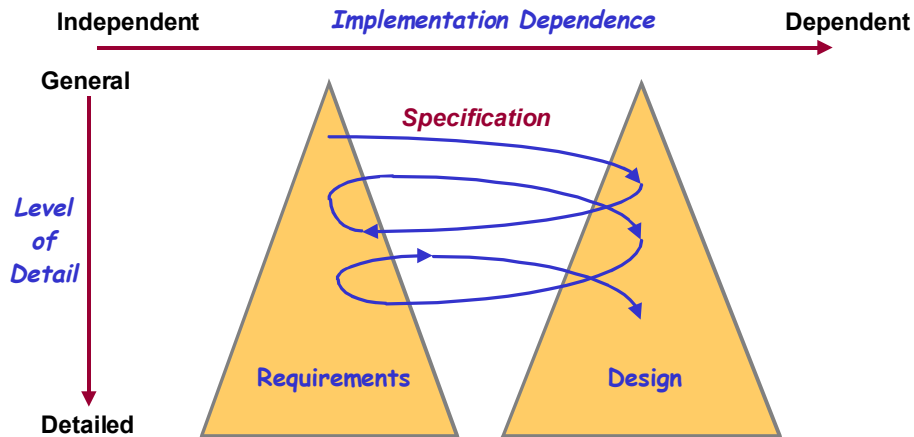 Independent
Implementation Dependence
Dependent
General
Specification
Level
of
Detail
Requirements
Design
Detailed